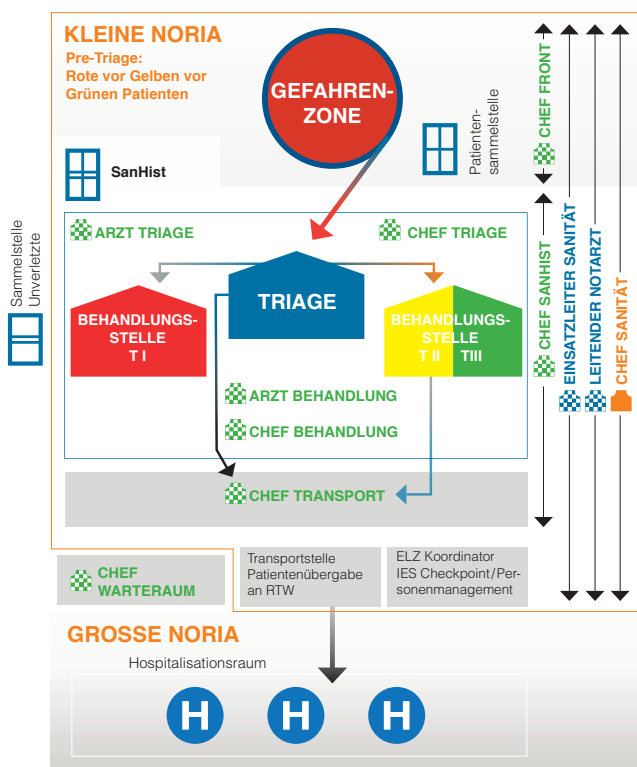 KLEINE NORIA
Pre-Triage:
Rote vor Gelben vor
Grünen Patienten
GEFAHREN-
ZONE
Patienten-
sammelstelle
SanHist
Sammelstelle
Unverletzte
ARZT TRIAGE
CHEF TRIAGE
TRIAGE
BEHANDLUNGS-
STELLE
T I
BEHANDLUNGS-
STELLE
T II TIII
ARZT BEHANDLUNG
CHEF BEHANDLUNG
CHEF TRANSPORT
CHEF FRONT
CHEF SANHIST
EINSATZLEITER SANITÄT
LEITENDER NOTARZT
CHEF SANITÄT
CHEF
WARTERAUM
Transportstelle
Patientenübergabe
an RTW
ELZ Koordinator
IES Checkpoint/Per-
sonenmanagement
GROSSE NORIA
Hospitalisationsraum
H H H